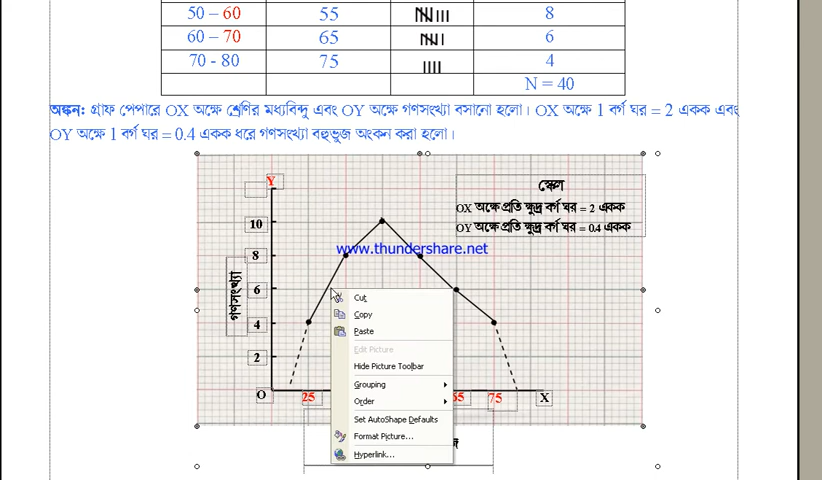 50 – 60 55 8
60 – 70 65 6
70 - 80 75 4
N = 40
অঙ্কন: গ্রাফ পেপারে OX অক্ষে শ্রেণির মধ্যবিন্দু এবং OY অক্ষে গণসংখ্যা বসানো হলো। OX অক্ষে 1 বর্গ ঘর = 2 একক এবং
OY অক্ষে 1 বর্গ ঘর = 0.4 একক ধরে গণসংখ্যা বহুভুজ অংকন করা হলো।
Y
স্কেল
OX অক্ষে প্রতি ক্ষুদ্র বর্গ ঘর = 2 একক
OY অক্ষে প্রতি ক্ষুদ্র বর্গ ঘর = 0.4 একক
10
www.thundershare.net
8
গণসংখ্যা
6
4
2
O 25 75 X
Cut
Copy
Paste
Edit Picture
Hide Picture Toolbar
Grouping
Order
Set AutoShape Defaults
Format Picture...
Hyperlink...